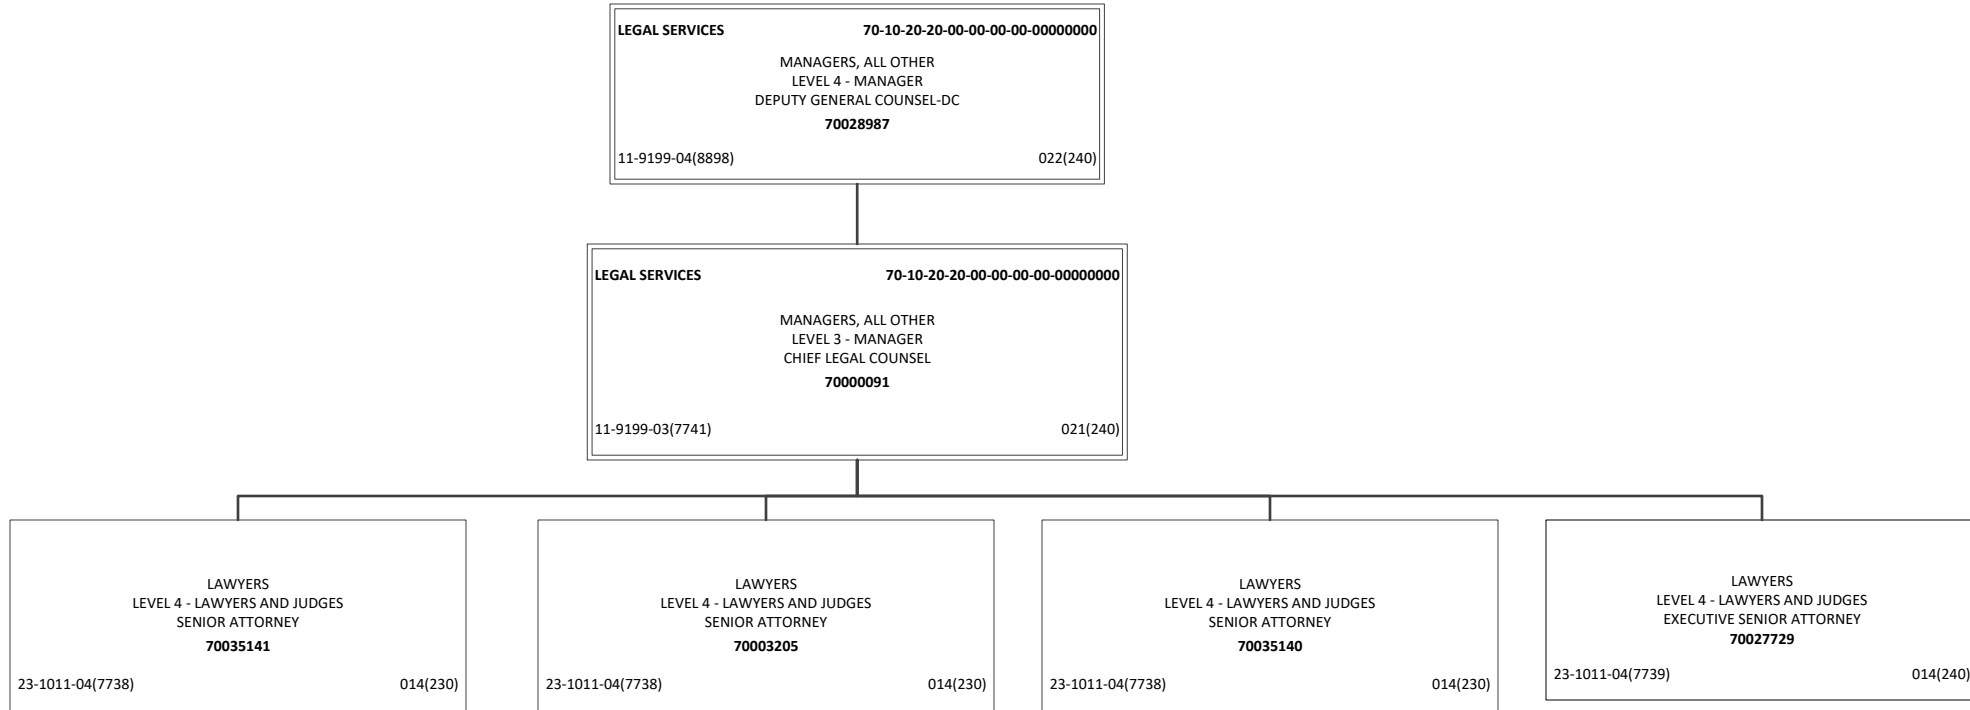 LEGAL SERVICES 70-10-20-20-00-00-00-00-00000000
MANAGERS, ALL OTHER
LEVEL 4 - MANAGER
DEPUTY GENERAL COUNSEL-DC
70028987
11-9199-04(8898) 022(240)
LEGAL SERVICES 70-10-20-20-00-00-00-00-00000000
MANAGERS, ALL OTHER
LEVEL 3 - MANAGER
CHIEF LEGAL COUNSEL
70000091
11-9199-03(7741) 021(240)
LAWYERS
LEVEL 4 - LAWYERS AND JUDGES
SENIOR ATTORNEY
70035141
23-1011-04(7738) 014(230)
LAWYERS
LEVEL 4 - LAWYERS AND JUDGES
SENIOR ATTORNEY
70003205
23-1011-04(7738) 014(230)
LAWYERS
LEVEL 4 - LAWYERS AND JUDGES
SENIOR ATTORNEY
70035140
23-1011-04(7738) 014(230)
LAWYERS
LEVEL 4 - LAWYERS AND JUDGES
EXECUTIVE SENIOR ATTORNEY
70027729
23-1011-04(7739) 014(240)